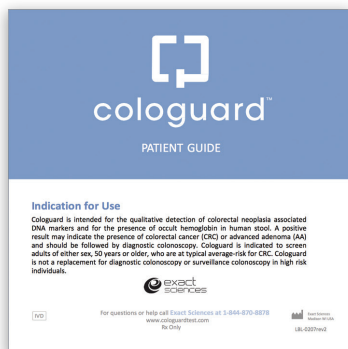 cologuard™
PATIENT GUIDE
Indication for Use
Cologuard is intended for the qualitative detection of colorectal neoplasia associated
DNA markers and for the presence of occult hemoglobin in human stool. A positive
result may indicate the presence of colorectal cancer (CRC) or advanced adenoma (AA)
and should be followed by diagnostic colonoscopy. Cologuard is indicated to screen
adults of either sex, 50 years or older, who are at typical average-risk for CRC. Cologuard
is not a replacement for diagnostic colonoscopy or surveillance colonoscopy in high risk
individuals.
exact
sciences
IVD
For questions or help call Exact Sciences at 1-844-870-8878
www.cologuardtest.com
Rx Only
Exact Sciences
Madison WI USA
LBL-0207rev2